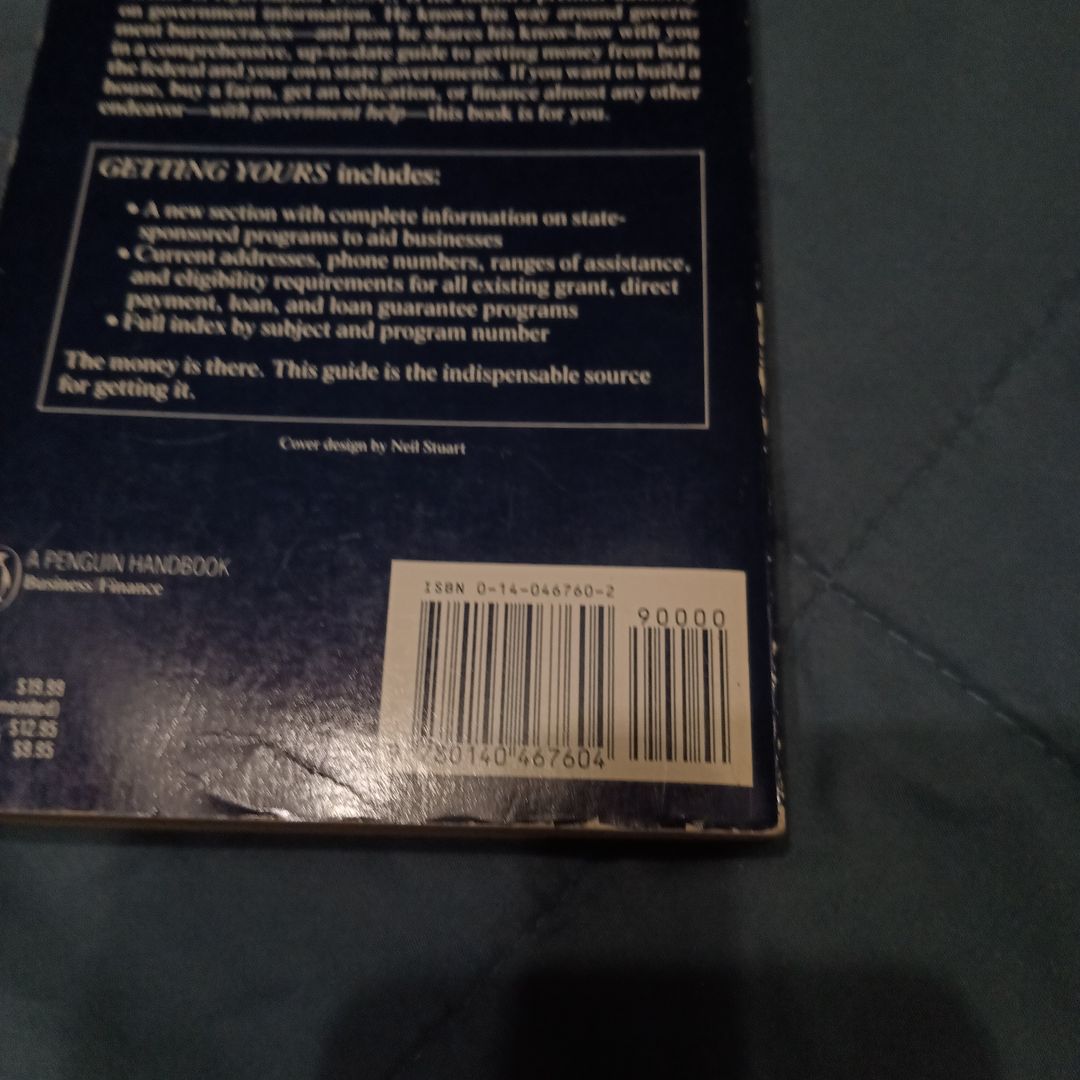 on government information. He knows his way around govern-
ment bureaucracies—and now he shares his know-how with you
in a comprehensive, up-to-date guide to getting money from both
the federal and your own state governments. If you want to build a
house, buy a farm, get an education, or finance almost any other
endeavor—with government help—this book is for you.
GETTING YOURS includes:
• A new section with complete information on state-
sponsored programs to aid businesses
• Current addresses, phone numbers, ranges of assistance,
and eligibility requirements for all existing grant, direct
payment, loan, and loan guarantee programs
• Full index by subject and program number
The money is there. This guide is the indispensable source
for getting it.
Cover design by Neil Stuart
A PENGUIN HANDBOOK
Business/Finance
ISBN 0-14-046760-2
90000
9 780140 467604
mended)
$12.95